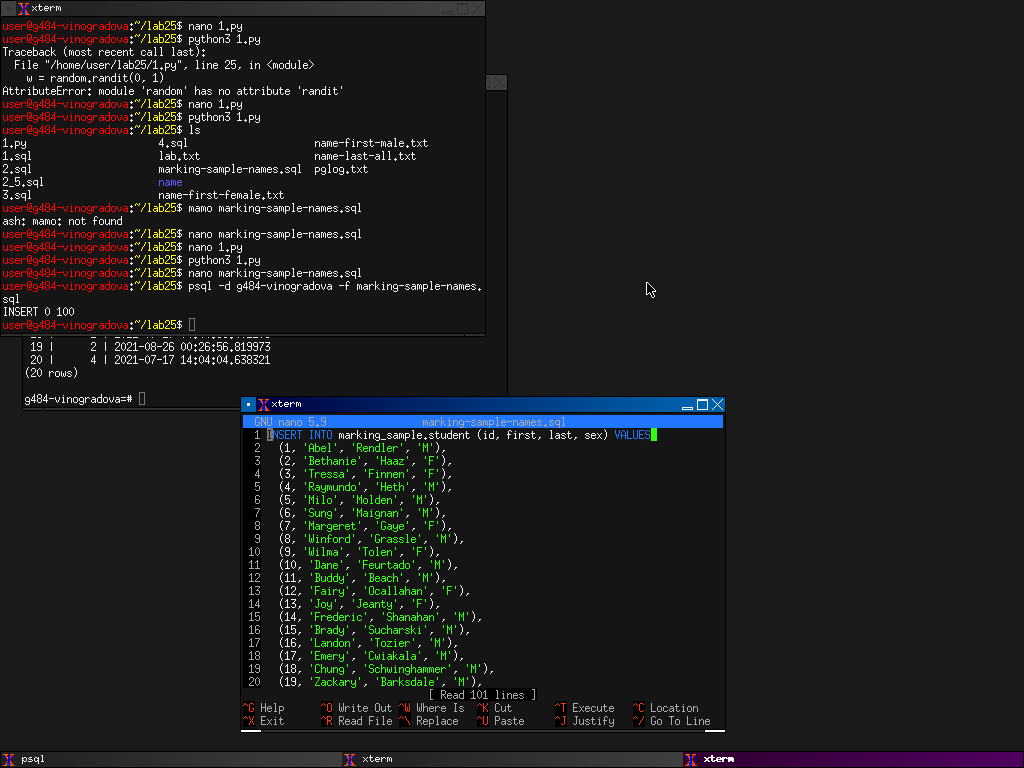 xterm
user@g484-vinogradova:~/lab25$ nano 1.py
user@g484-vinogradova:~/lab25$ python3 1.py
Traceback (most recent call last):
  File "/home/user/lab25/1.py", line 25, in <module>
    w = random.randit(0, 1)
AttributeError: module 'random' has no attribute 'randit'
user@g484-vinogradova:~/lab25$ nano 1.py
user@g484-vinogradova:~/lab25$ python3 1.py
user@g484-vinogradova:~/lab25$ ls
1.py                      4.sql                     name-first-male.txt
1.sql                     lab.txt                   name-last-all.txt
2.sql                     marking-sample-names.sql  pglog.txt
2_5.sql                   name
3.sql                     name-first-female.txt
user@g484-vinogradova:~/lab25$ mamo marking-sample-names.sql
ash: mamo: not found
user@g484-vinogradova:~/lab25$ nano marking-sample-names.sql
user@g484-vinogradova:~/lab25$ nano 1.py
user@g484-vinogradova:~/lab25$ python3 1.py
user@g484-vinogradova:~/lab25$ nano marking-sample-names.sql
user@g484-vinogradova:~/lab25$ psql -d g484-vinogradova -f marking-sample-names.
sql
INSERT 0 100
user@g484-vinogradova:~/lab25$
19 |      2 | 2021-08-26 00:26:56.819973
20 |      4 | 2021-07-17 14:04:04.638321
(20 rows)
g484-vinogradova=#
xterm
GNU nano 5.9                marking-sample-names.sql
1 INSERT INTO marking_sample.student (id, first, last, sex) VALUES
2   (1, 'Abel', 'Rendler', 'M'),
3   (2, 'Bethanie', 'Haaz', 'F'),
4   (3, 'Tressa', 'Finnen', 'F'),
5   (4, 'Raymundo', 'Heth', 'M'),
6   (5, 'Milo', 'Molden', 'M'),
7   (6, 'Sung', 'Maignan', 'M'),
8   (7, 'Margeret', 'Gaye', 'F'),
9   (8, 'Winford', 'Grassle', 'M'),
10   (9, 'Wilma', 'Tolen', 'F'),
11   (10, 'Dane', 'Feurtado', 'M'),
12   (11, 'Buddy', 'Beach', 'M'),
13   (12, 'Fairy', 'Ocallahan', 'F'),
14   (13, 'Joy', 'Jeanty', 'F'),
15   (14, 'Frederic', 'Shanahan', 'M'),
16   (15, 'Brady', 'Sucharski', 'M'),
17   (16, 'Landon', 'Tozier', 'M'),
18   (17, 'Emery', 'Cwiakala', 'M'),
19   (18, 'Chung', 'Schwinghammer', 'M'),
20   (19, 'Zackary', 'Barksdale', 'M'),
[ Read 101 lines ]
^G Help      ^O Write Out ^W Where Is  ^K Cut       ^T Execute   ^C Location
^X Exit      ^R Read File ^\ Replace   ^U Paste     ^J Justify   ^/ Go To Line
psql
xterm
xterm